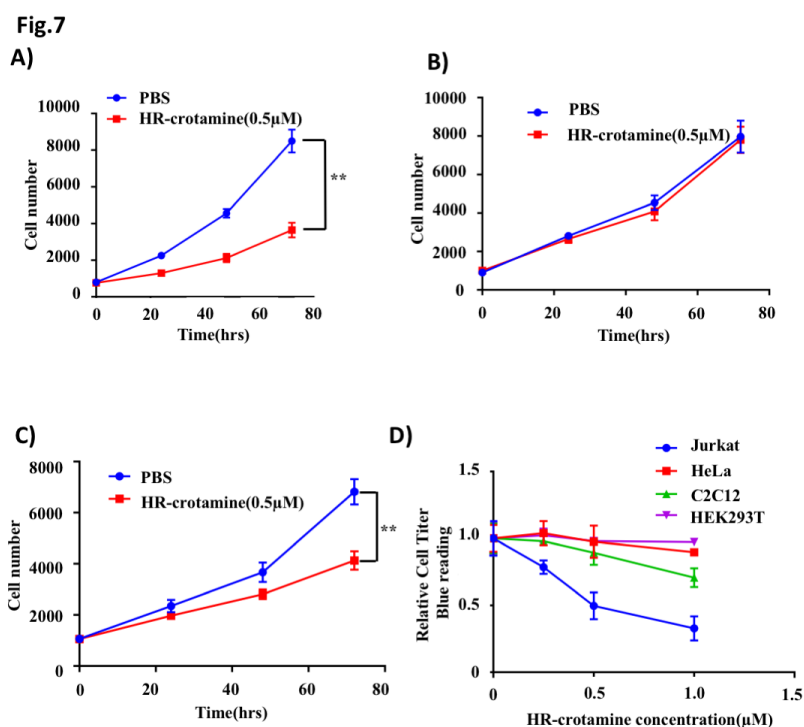 Fig.7
A)
PBS
HR-crotamine(0.5µM)
10000
8000
6000
4000
2000
0
Cell number
**
0 20 40 60 80
Time(hrs)
B)
PBS
HR-crotamine(0.5µM)
10000
8000
6000
4000
2000
0
Cell number
0 20 40 60 80
Time(hrs)
C)
PBS
HR-crotamine(0.5µM)
8000
6000
4000
2000
0
Cell number
**
0 20 40 60 80
Time(hrs)
D)
Jurkat
HeLa
C2C12
HEK293T
1.5
1.0
0.5
0
Relative Cell Titer
Blue reading
0 0.5 1.0 1.5
HR-crotamine concentration(µM)